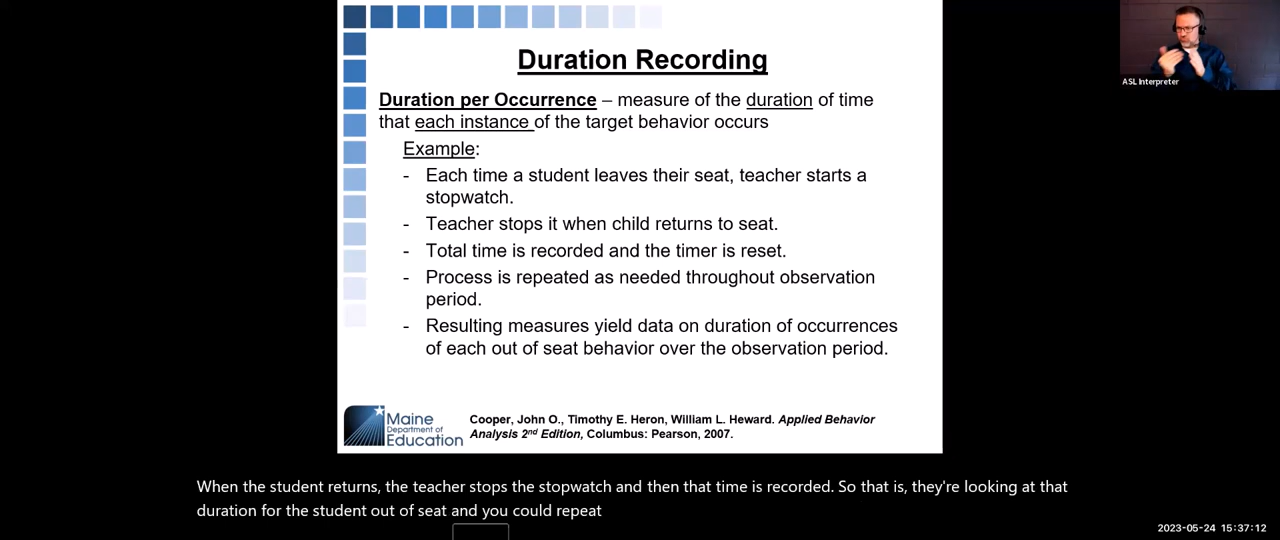 Duration Recording
Duration per Occurrence – measure of the duration of time
that each instance of the target behavior occurs
Example:
- Each time a student leaves their seat, teacher starts a
stopwatch.
- Teacher stops it when child returns to seat.
- Total time is recorded and the timer is reset.
- Process is repeated as needed throughout observation
period.
- Resulting measures yield data on duration of occurrences
of each out of seat behavior over the observation period.
Maine
Department of
Education
Cooper, John O., Timothy E. Heron, William L. Heward. Applied Behavior
Analysis 2nd Edition, Columbus: Pearson, 2007.
ASL Interpreter
When the student returns, the teacher stops the stopwatch and then that time is recorded. So that is, they're looking at that
duration for the student out of seat and you could repeat
2023-05-24 15:37:12